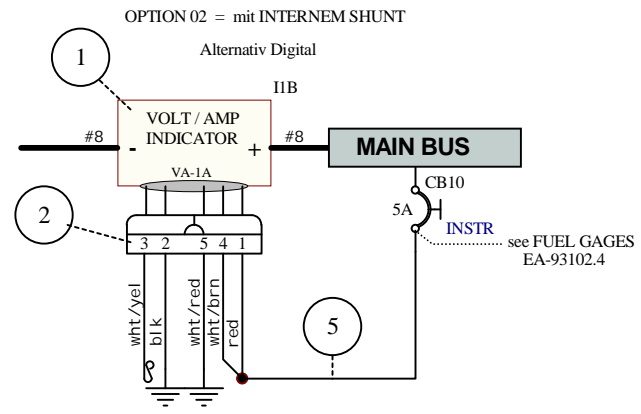 OPTION 02 = mit INTERNEM SHUNT
Alternativ Digital
1
I1B
VOLT / AMP
INDICATOR
#8
-
+
#8
MAIN BUS
VA-1A
CB10
5A
INSTR
see FUEL GAGES
EA-93102.4
2
3 2 5 4 1
wht/yel
blk
wht/red
wht/brn
red
5